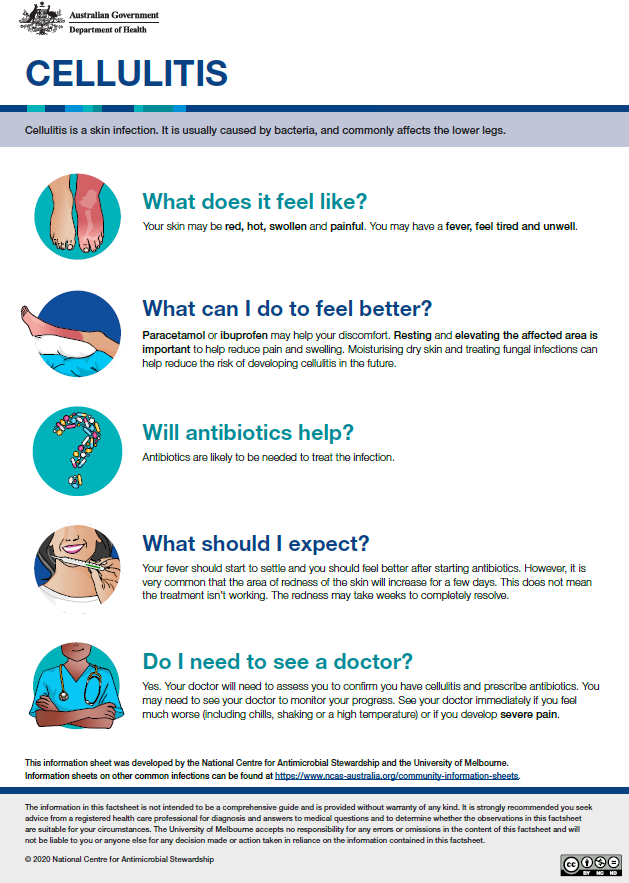 Australian Government
Department of Health
CELLULITIS
Cellulitis is a skin infection. It is usually caused by bacteria, and commonly affects the lower legs.
What does it feel like?
Your skin may be red, hot, swollen and painful. You may have a fever, feel tired and unwell.
What can I do to feel better?
Paracetamol or ibuprofen may help your discomfort. Resting and elevating the affected area is
important to help reduce pain and swelling. Moisturising dry skin and treating fungal infections can
help reduce the risk of developing cellulitis in the future.
Will antibiotics help?
Antibiotics are likely to be needed to treat the infection.
What should I expect?
Your fever should start to settle and you should feel better after starting antibiotics. However, it is
very common that the area of redness of the skin will increase for a few days. This does not mean
the treatment isn't working. The redness may take weeks to completely resolve.
Do I need to see a doctor?
Yes. Your doctor will need to assess you to confirm you have cellulitis and prescribe antibiotics. You
may need to see your doctor to monitor your progress. See your doctor immediately if you feel
much worse (including chills, shaking or a high temperature) or if you develop severe pain.
This information sheet was developed by the National Centre for Antimicrobial Stewardship and the University of Melbourne.
Information sheets on other common infections can be found at https://www.ncas-australia.org/community-information-sheets.
The information in this factsheet is not intended to be a comprehensive guide and is provided without warranty of any kind. It is strongly recommended you seek
advice from a registered health care professional for diagnosis and answers to medical questions and to determine whether the observations in this factsheet
are suitable for your circumstances. The University of Melbourne accepts no responsibility for any errors or omissions in the content of this factsheet and will
not be liable to you or anyone else for any decision made or action taken in reliance on the information contained in this factsheet.
© 2020 National Centre for Antimicrobial Stewardship
CC BY NC ND